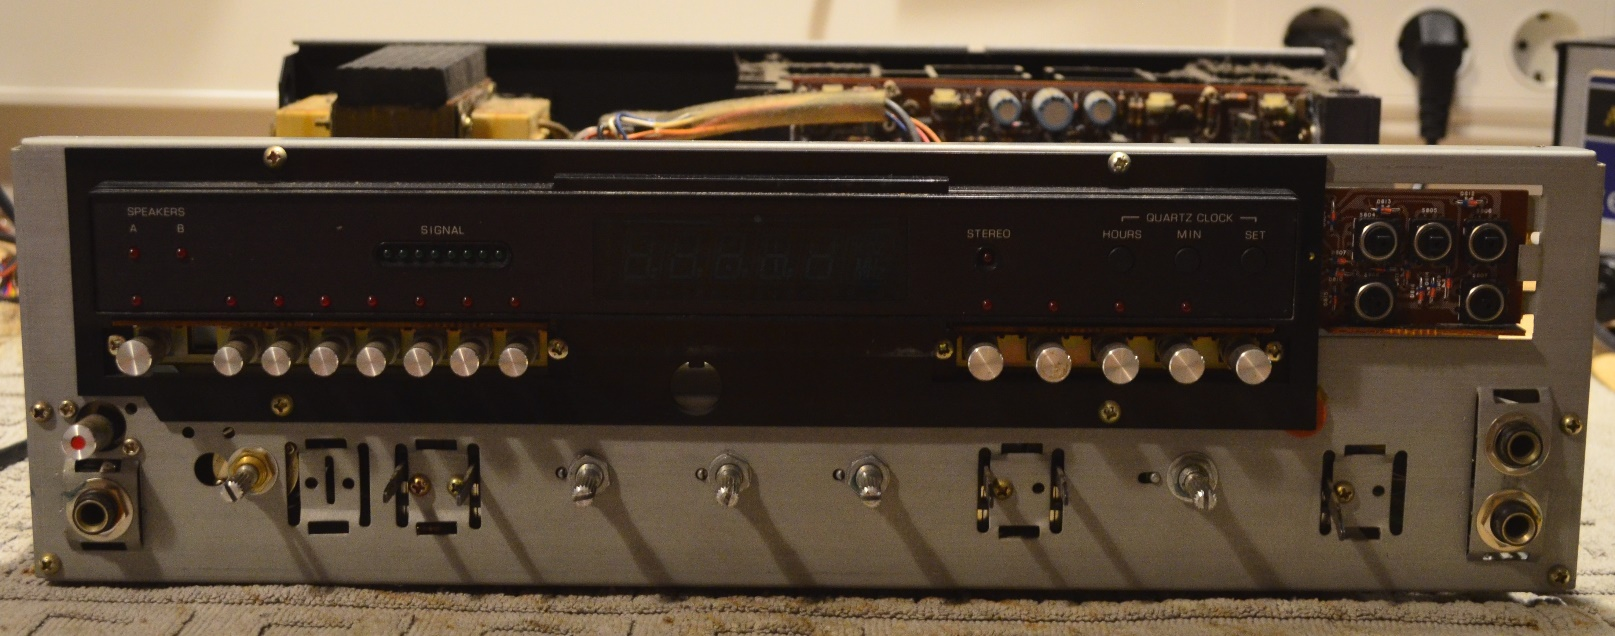 SPEAKERS
A B
SIGNAL
STEREO
QUARTZ CLOCK
HOURS MIN SET